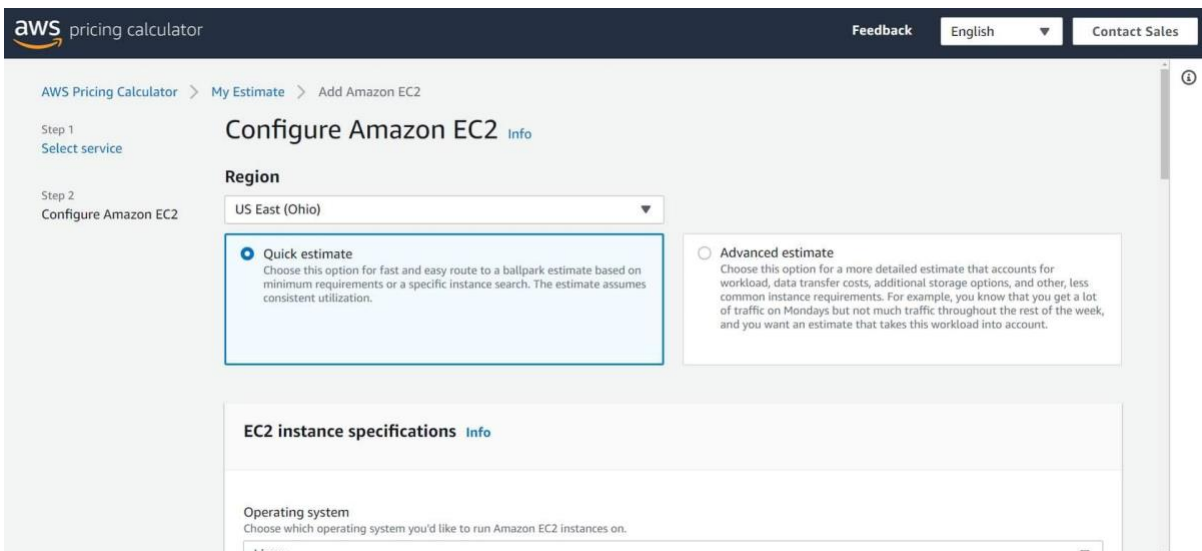 aws pricing calculator
Feedback
English
Contact Sales
AWS Pricing Calculator > My Estimate > Add Amazon EC2
Step 1
Select service
Step 2
Configure Amazon EC2
Configure Amazon EC2 Info
Region
US East (Ohio)
Quick estimate
Choose this option for fast and easy route to a ballpark estimate based on
minimum requirements or a specific instance search. The estimate assumes
consistent utilization.
Advanced estimate
Choose this option for a more detailed estimate that accounts for
workload, data transfer costs, additional storage options, and other, less
common instance requirements. For example, you know that you get a lot
of traffic on Mondays but not much traffic throughout the rest of the week,
and you want an estimate that takes this workload into account.
EC2 instance specifications Info
Operating system
Choose which operating system you'd like to run Amazon EC2 instances on.